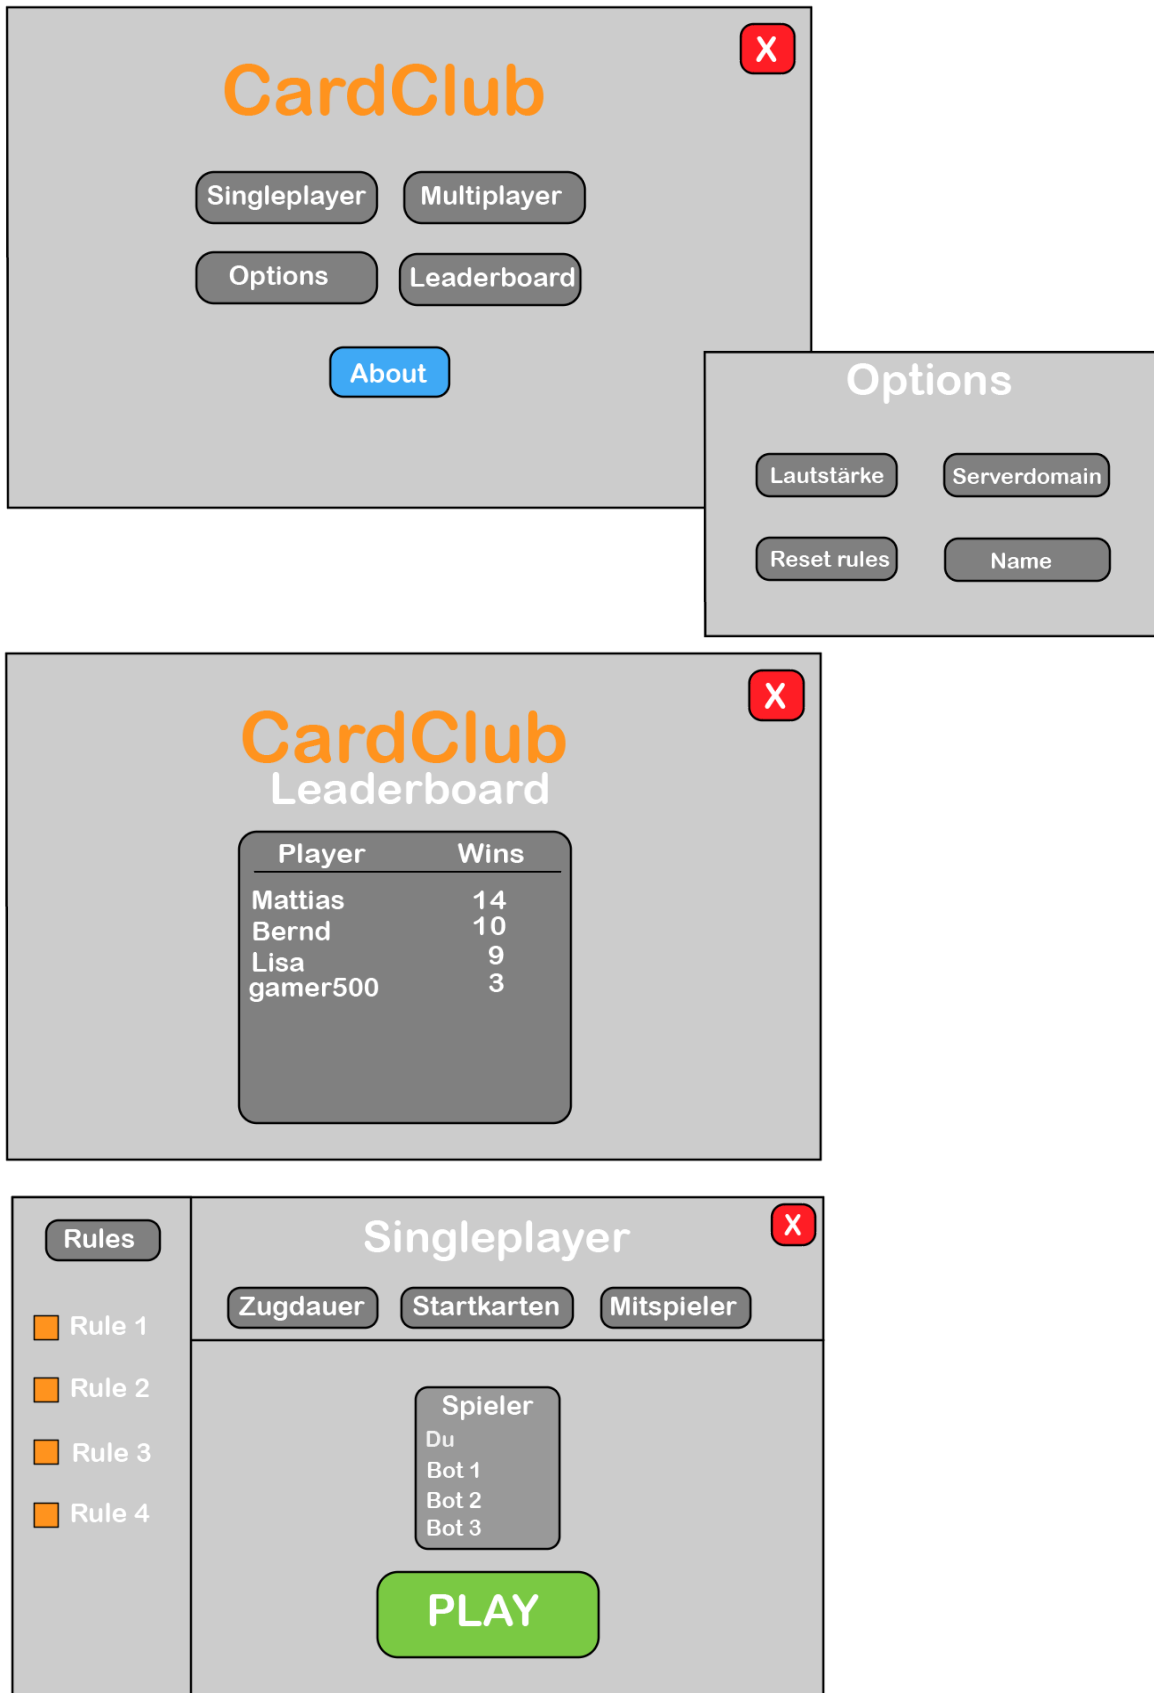 X
CardClub
Singleplayer Multiplayer
Options Leaderboard
About
Options
Lautstärke Serverdomain
Reset rules Name
X
CardClub
Leaderboard
Player Wins
Mattias 14
Bernd 10
Lisa 9
gamer500 3
Rules
Rule 1
Rule 2
Rule 3
Rule 4
Singleplayer
X
Zugdauer Startkarten Mitspieler
Spieler
Du
Bot 1
Bot 2
Bot 3
PLAY